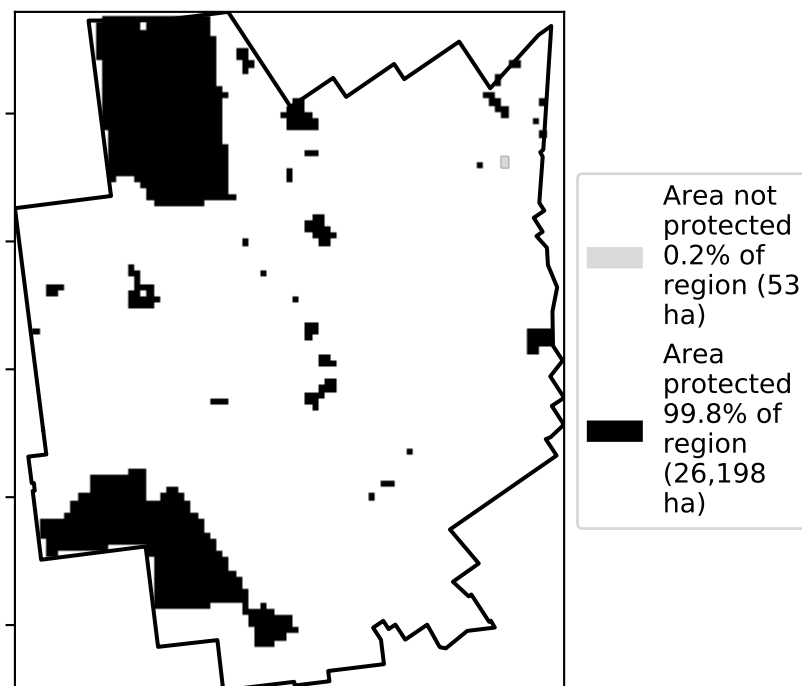 Area not
protected
0.2% of
region (53
ha)
Area
protected
99.8% of
region
(26,198
ha)